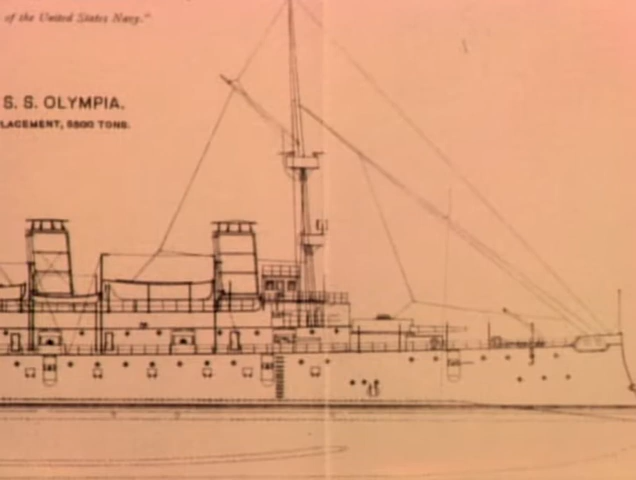 of the United States Navy."
S. S. OLYMPIA.
LACEMENT, 5500 TONS.